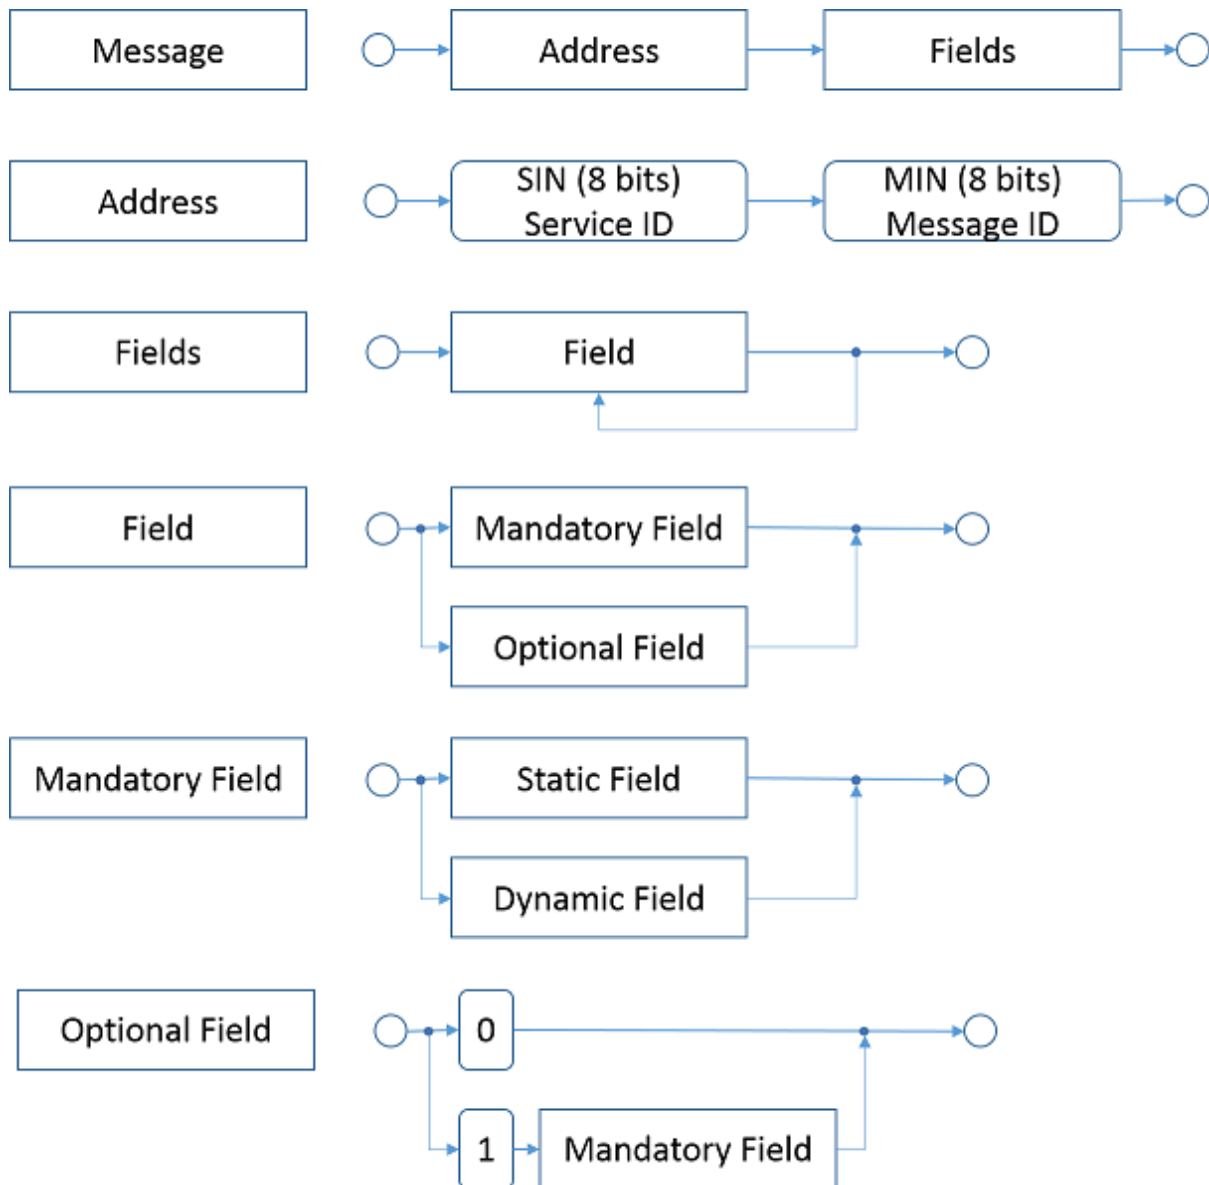 Message
Address
Fields
Address
SIN (8 bits)
Service ID
MIN (8 bits)
Message ID
Fields
Field
Field
Mandatory Field
Optional Field
Mandatory Field
Static Field
Dynamic Field
Optional Field
0
1
Mandatory Field